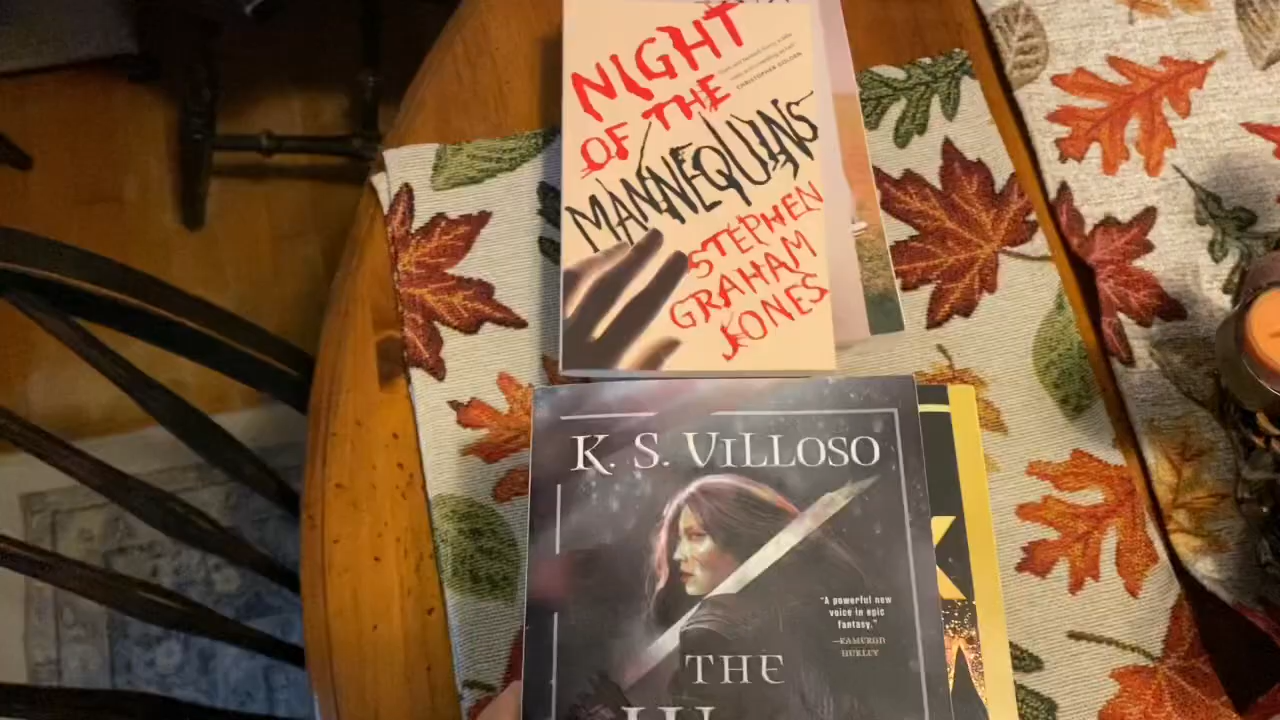 NIGHT
OF THE
MANNEQUINS
CHRISTOPHER GOLDEN
STEPHEN
GRAHAM
JONES
K. S. VILLOSO
"A powerful new
voice in epic
fantasy."
—KAMERON
HURLEY
THE
K